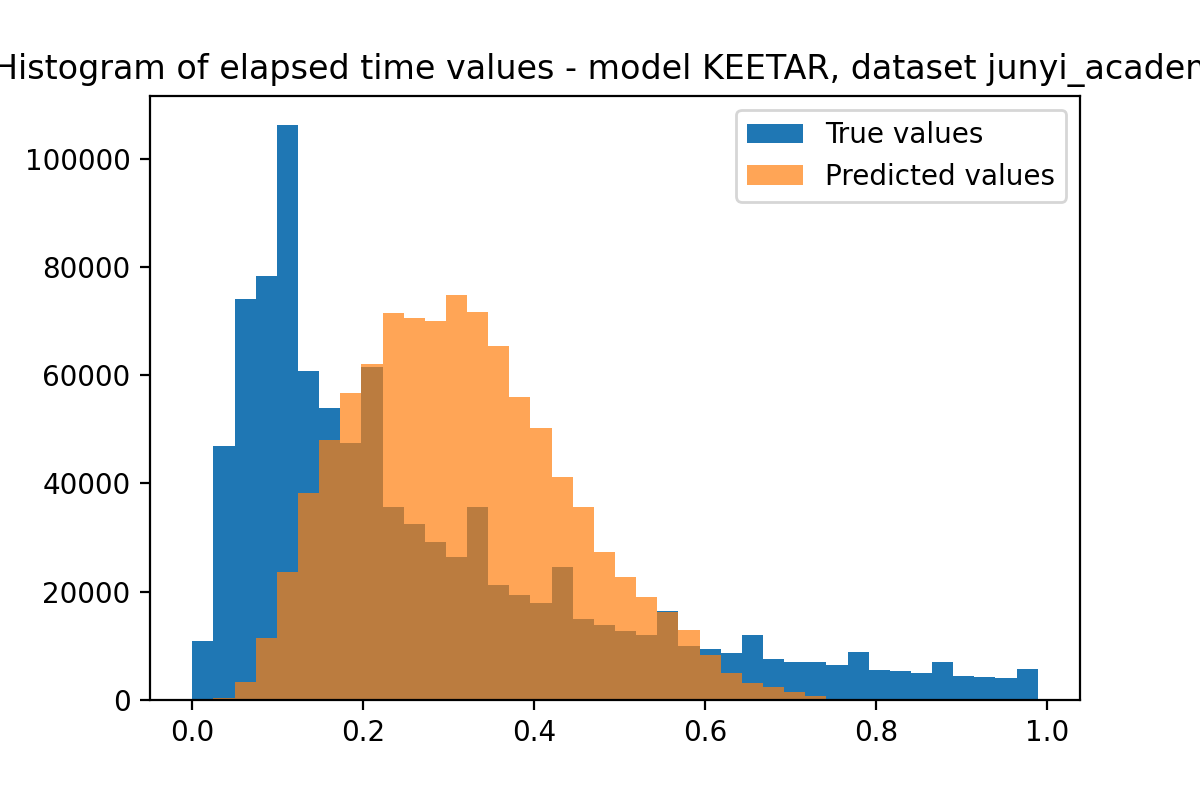 Histogram of elapsed time values - model KEETAR, dataset junyi_academ
True values
Predicted values
100000
80000
60000
40000
20000
0
0.0 0.2 0.4 0.6 0.8 1.0